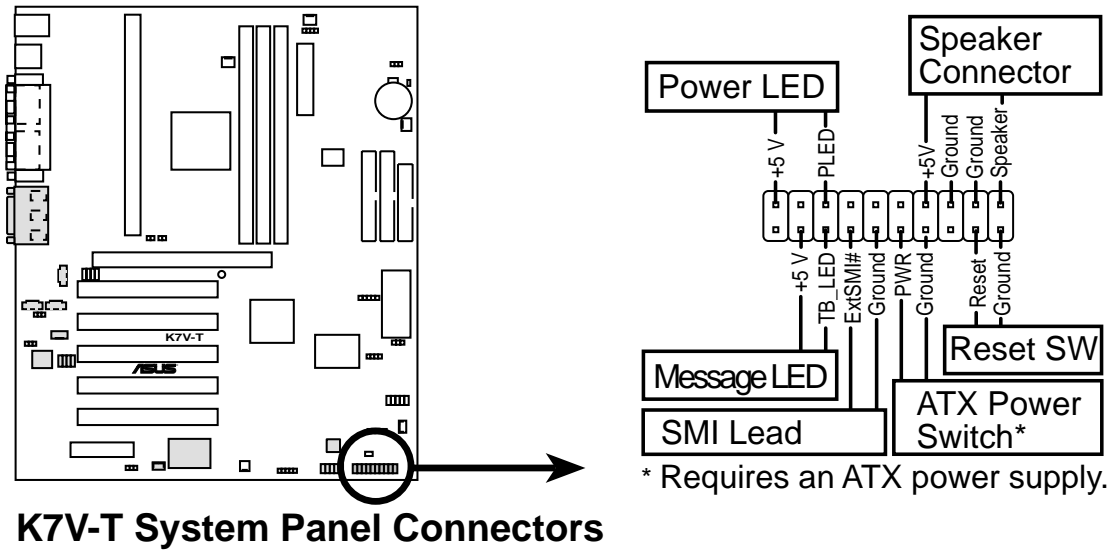 Speaker
Connector
Power LED
+5 V
PLED
+5V
Ground
Ground
Speaker
+5 V
TB_LED
ExtSMI#
Ground
PWR
Ground
Reset
Ground
K7V-T
ASUS
Reset SW
Message LED
ATX Power
Switch*
SMI Lead
* Requires an ATX power supply.
K7V-T System Panel Connectors